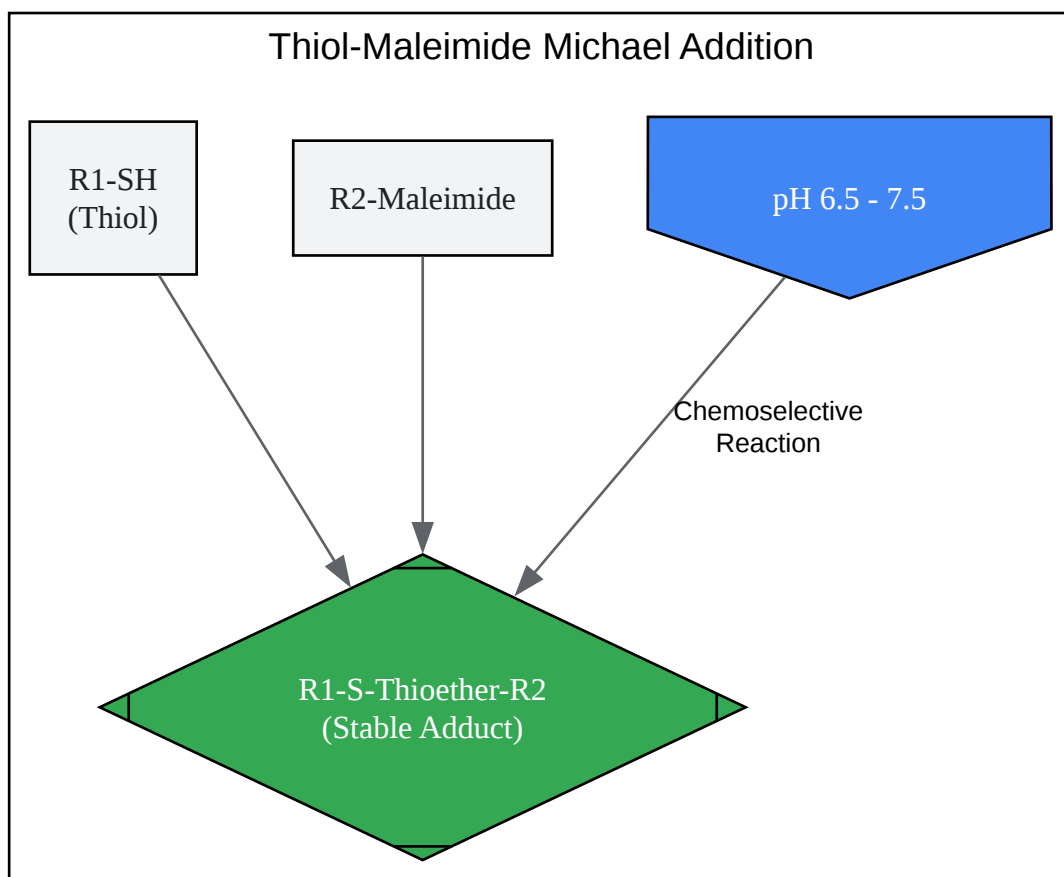 Thiol-Maleimide Michael Addition
R1-SH
(Thiol)
R2-Maleimide
pH 6.5 - 7.5
Chemoselective
Reaction
R1-S-Thioether-R2
(Stable Adduct)